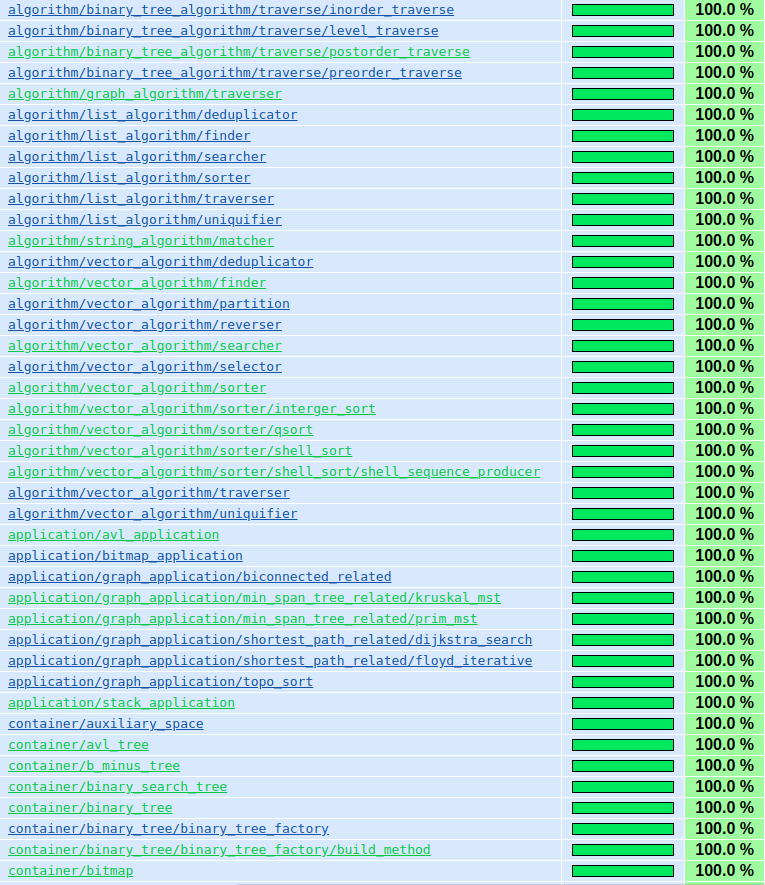 algorithm/binary_tree_algorithm/traverse/inorder_traverse 100.0 %
algorithm/binary_tree_algorithm/traverse/level_traverse 100.0 %
algorithm/binary_tree_algorithm/traverse/postorder_traverse 100.0 %
algorithm/binary_tree_algorithm/traverse/preorder_traverse 100.0 %
algorithm/graph_algorithm/traverser 100.0 %
algorithm/list_algorithm/deduplicator 100.0 %
algorithm/list_algorithm/finder 100.0 %
algorithm/list_algorithm/searcher 100.0 %
algorithm/list_algorithm/sorter 100.0 %
algorithm/list_algorithm/traverser 100.0 %
algorithm/list_algorithm/uniquifier 100.0 %
algorithm/string_algorithm/matcher 100.0 %
algorithm/vector_algorithm/deduplicator 100.0 %
algorithm/vector_algorithm/finder 100.0 %
algorithm/vector_algorithm/partition 100.0 %
algorithm/vector_algorithm/reverser 100.0 %
algorithm/vector_algorithm/searcher 100.0 %
algorithm/vector_algorithm/selector 100.0 %
algorithm/vector_algorithm/sorter 100.0 %
algorithm/vector_algorithm/sorter/interger_sort 100.0 %
algorithm/vector_algorithm/sorter/qsort 100.0 %
algorithm/vector_algorithm/sorter/shell_sort 100.0 %
algorithm/vector_algorithm/sorter/shell_sort/shell_sequence_producer 100.0 %
algorithm/vector_algorithm/traverser 100.0 %
algorithm/vector_algorithm/uniquifier 100.0 %
application/avl_application 100.0 %
application/bitmap_application 100.0 %
application/graph_application/biconnected_related 100.0 %
application/graph_application/min_span_tree_related/kruskal_mst 100.0 %
application/graph_application/min_span_tree_related/prim_mst 100.0 %
application/graph_application/shortest_path_related/dijkstra_search 100.0 %
application/graph_application/shortest_path_related/floyd_iterative 100.0 %
application/graph_application/topo_sort 100.0 %
application/stack_application 100.0 %
container/auxiliary_space 100.0 %
container/avl_tree 100.0 %
container/b_minus_tree 100.0 %
container/binary_search_tree 100.0 %
container/binary_tree 100.0 %
container/binary_tree/binary_tree_factory 100.0 %
container/binary_tree/binary_tree_factory/build_method 100.0 %
container/bitmap 100.0 %